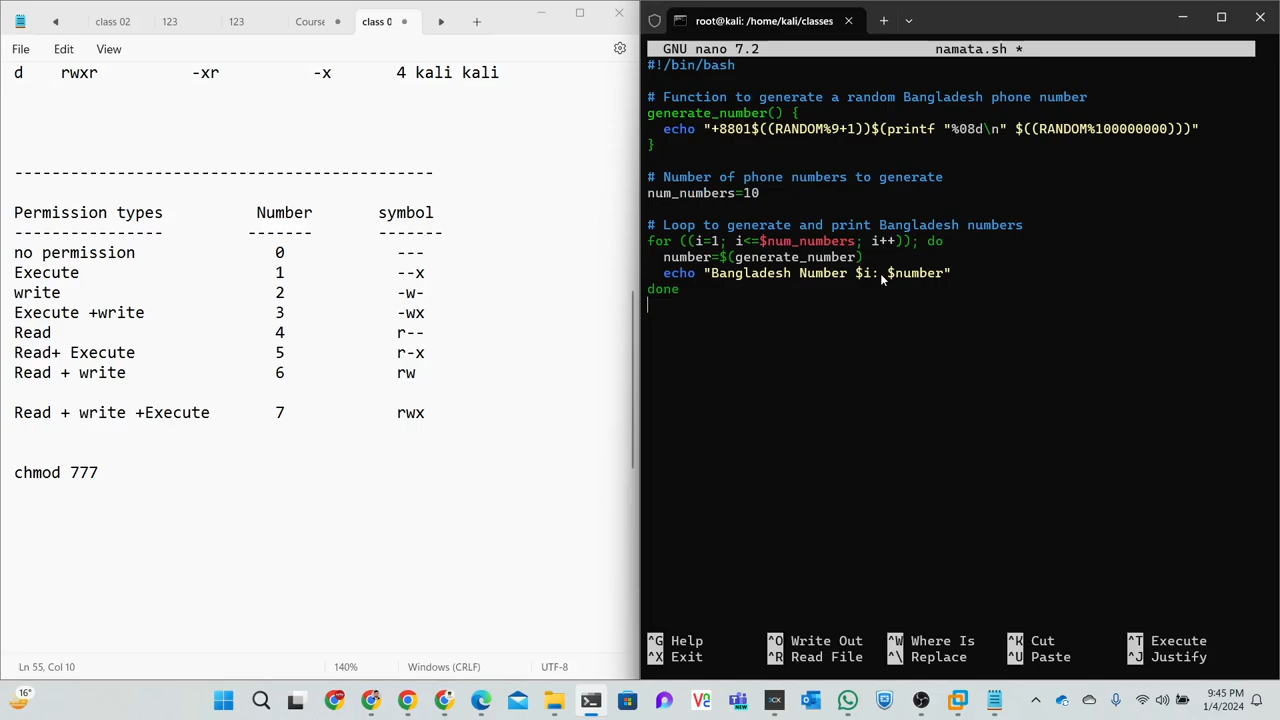 class 02
123
123
Course
class 0
File Edit View
d rwxr -xr -x 4 kali kali
--------------------------------------------
Permission types Number symbol
---------------- ------- -------
no permission 0 ---
Execute 1 --x
write 2 -w-
Execute +write 3 -wx
Read 4 r--
Read+ Execute 5 r-x
Read + write 6 rw
Read + write +Execute 7 rwx
chmod 777
Ln 55, Col 10 140% Windows (CRLF) UTF-8
root@kali: /home/kali/classes
GNU nano 7.2 namata.sh *
#!/bin/bash
# Function to generate a random Bangladesh phone number
generate_number() {
echo "+8801$((RANDOM%9+1))$(printf "%08d\n" $((RANDOM%100000000)))"
}
# Number of phone numbers to generate
num_numbers=10
# Loop to generate and print Bangladesh numbers
for ((i=1; i<=$num_numbers; i++)); do
number=$(generate_number)
echo "Bangladesh Number $i: $number"
done
^G Help ^O Write Out ^W Where Is ^K Cut ^T Execute
^X Exit ^R Read File ^\ Replace ^U Paste ^J Justify
16°
9:45 PM
1/4/2024